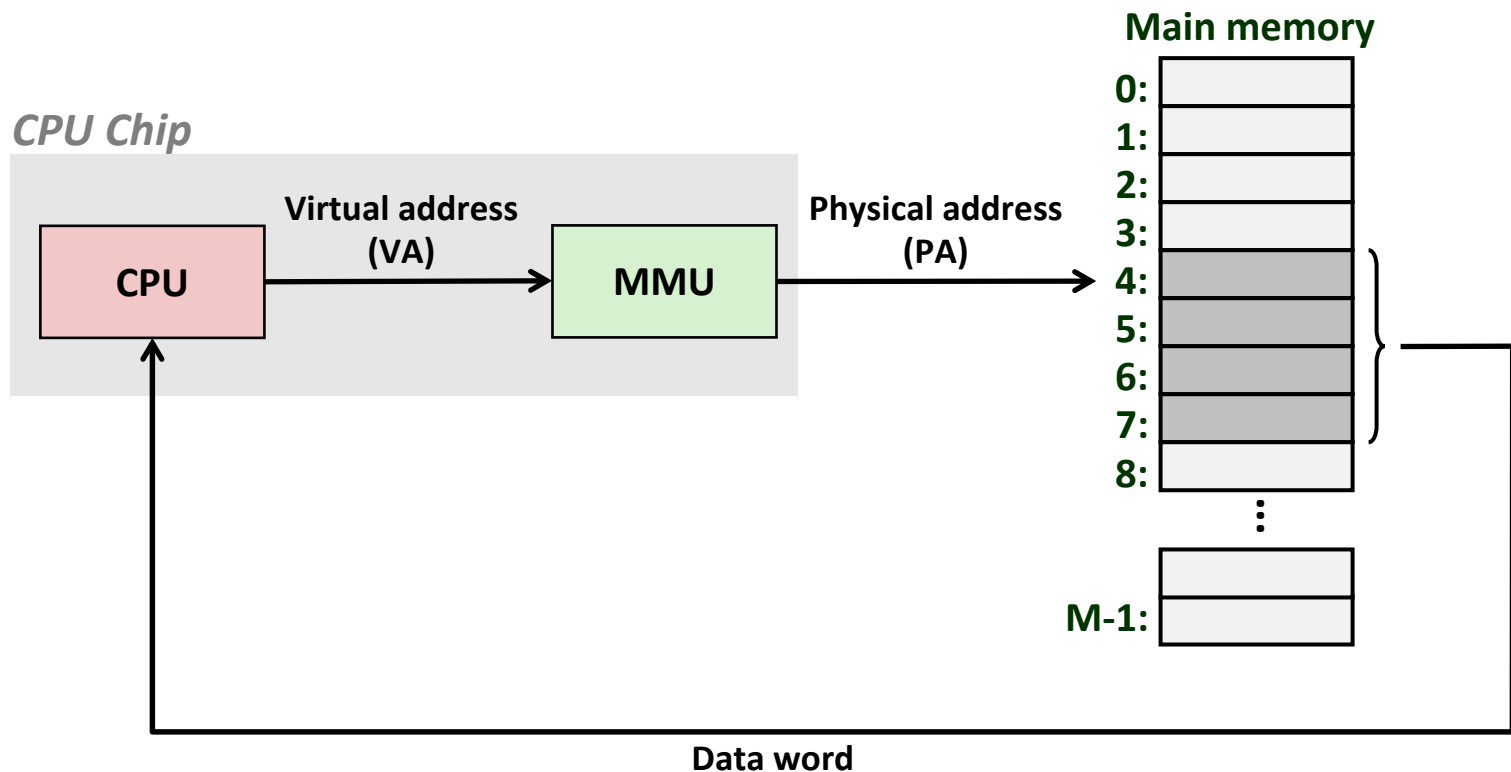 Main memory
CPU Chip
0:
1:
2:
3:
4:
5:
6:
7:
8:
M-1:
Virtual address
(VA)
Physical address
(PA)
CPU
MMU
Data word